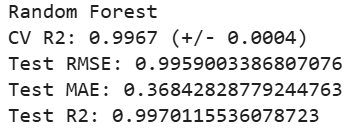 Random Forest
CV R2: 0.9967 (+/- 0.0004)
Test RMSE: 0.9959003386807076
Test MAE: 0.36842828779244763
Test R2: 0.9970115536078723